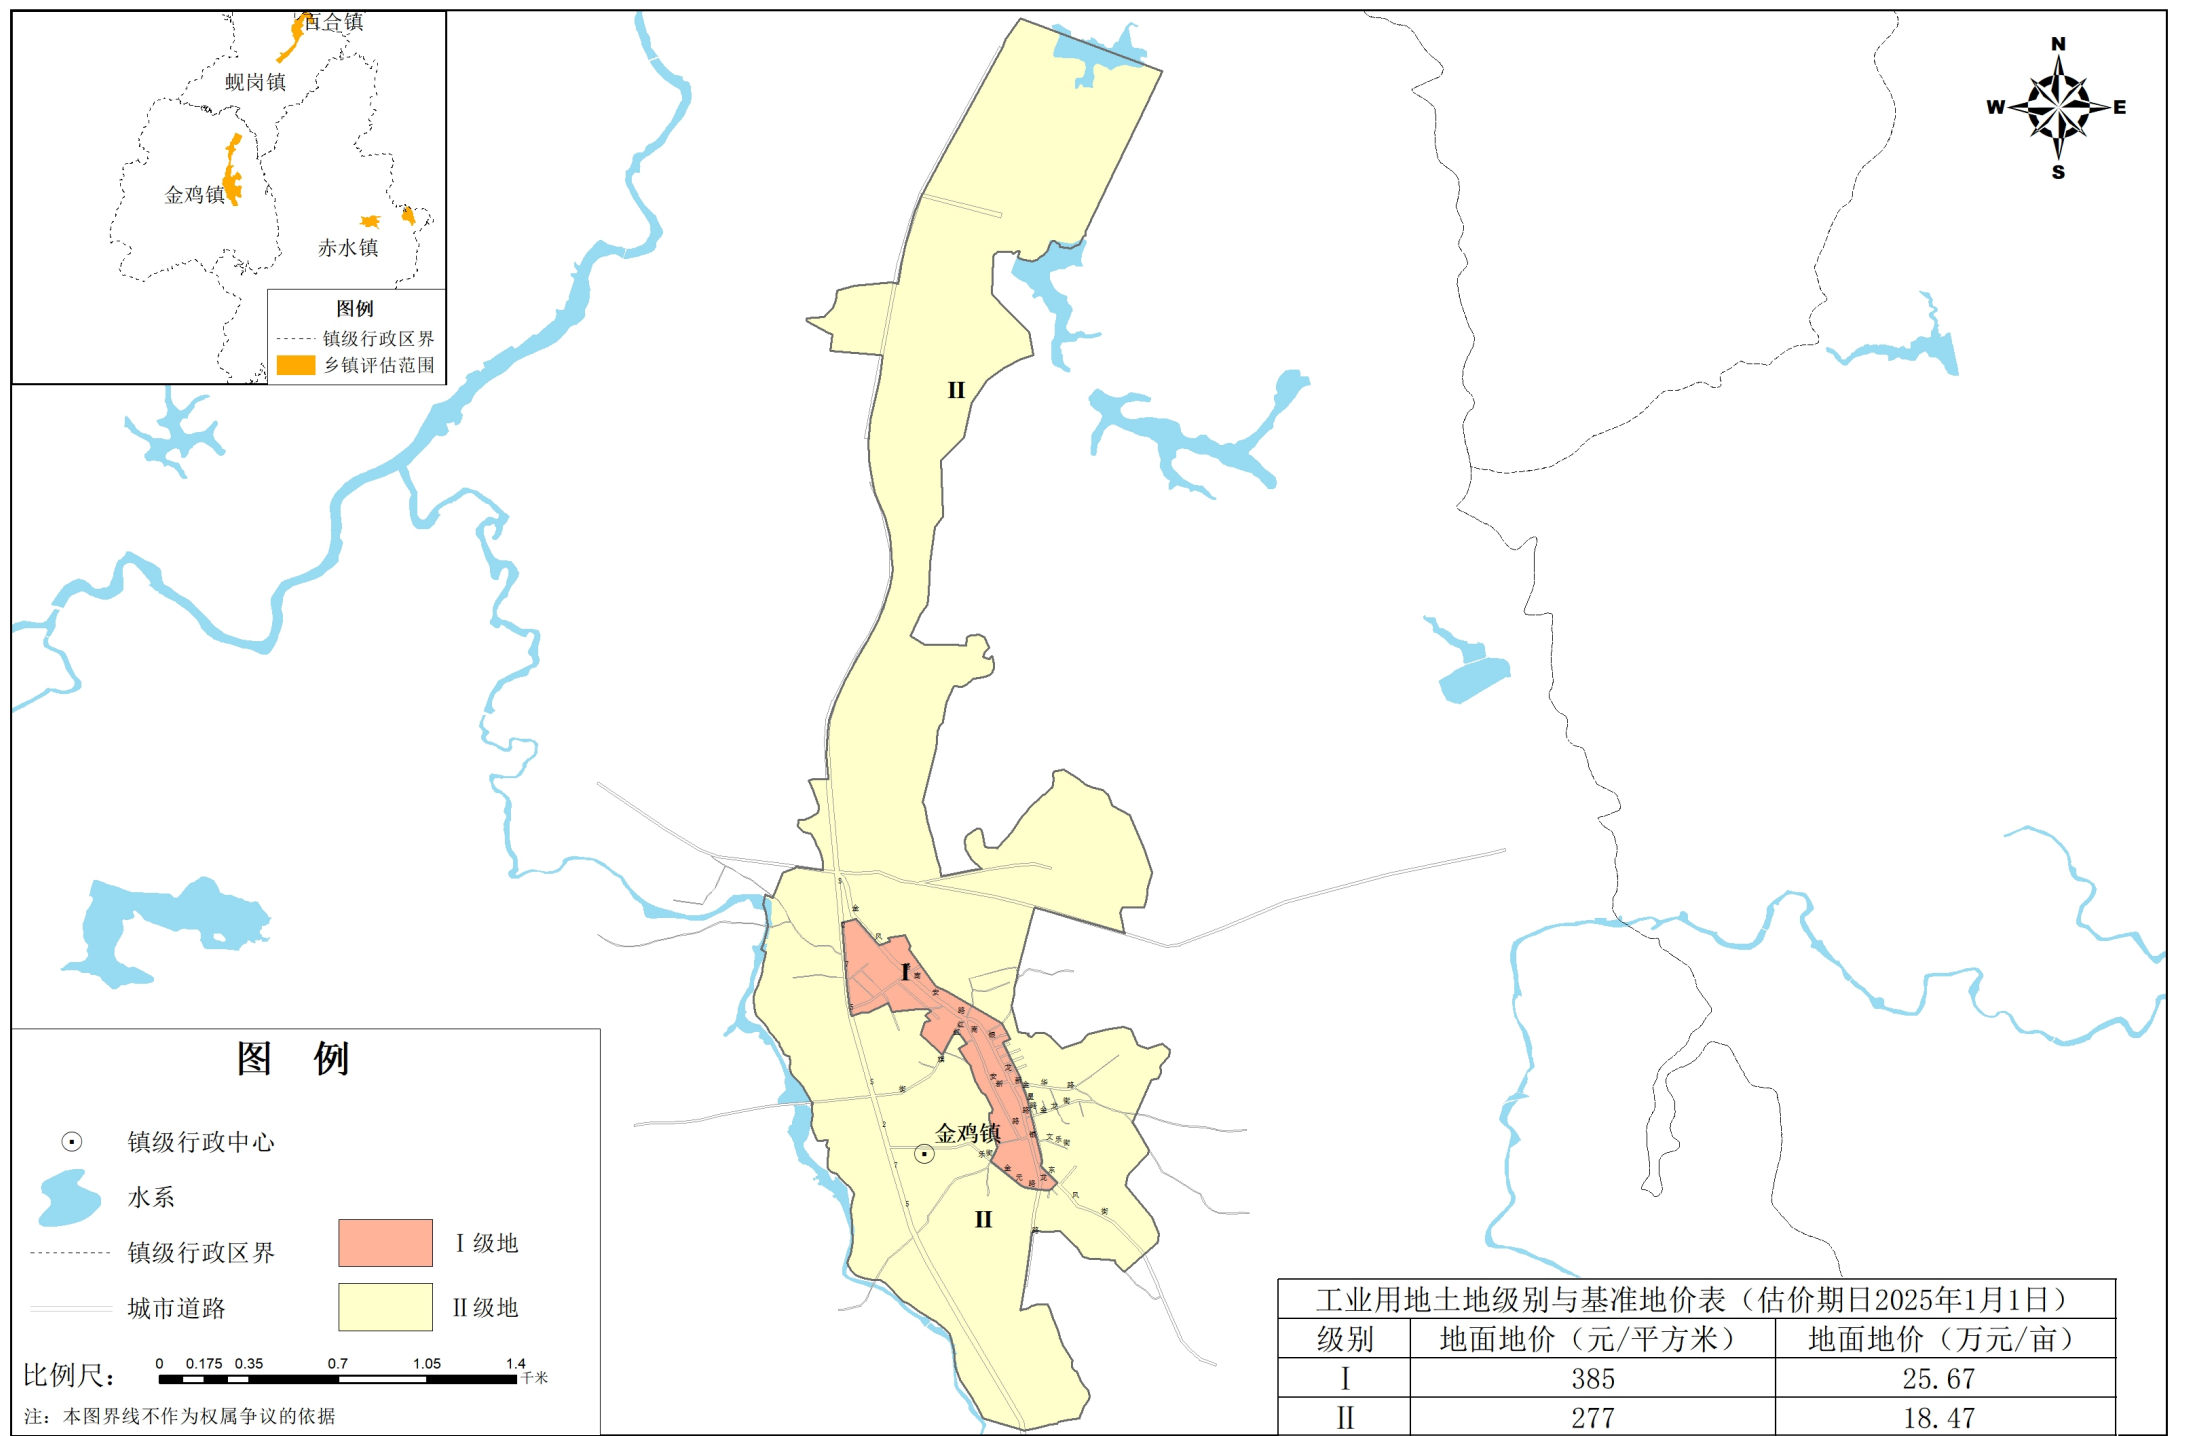 百合镇
蚬岗镇
金鸡镇
赤水镇
图例
镇级行政区界
乡镇评估范围
N
W
E
S
II
I
金鸡镇
II
图 例
镇级行政中心
水系
镇级行政区界
城市道路
Ⅰ级地
Ⅱ级地
比例尺：
0 0.175 0.35 0.7 1.05 1.4
千米
注：本图界线不作为权属争议的依据
工业用地土地级别与基准地价表（估价期日2025年1月1日）
级别 地面地价（元/平方米） 地面地价（万元/亩）
Ⅰ 385 25.67
Ⅱ 277 18.47